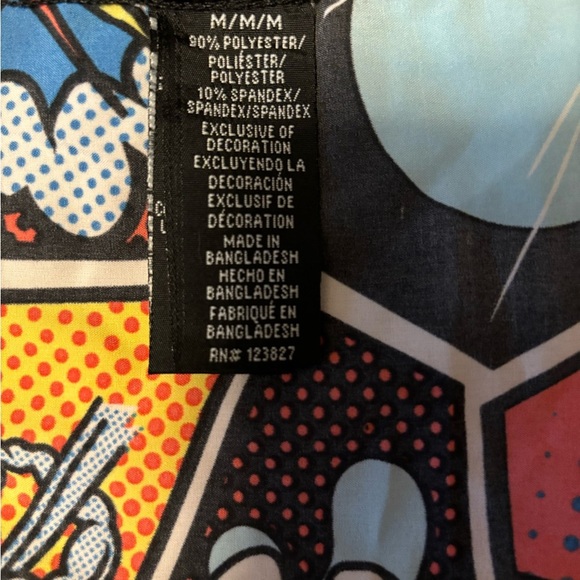 M/M/M
90% POLYESTER/
POLIÉSTER/
POLYESTER
10% SPANDEX/
SPANDEX/SPANDEX
EXCLUSIVE OF
DECORATION
EXCLUYENDO LA
DECORACIÓN
EXCLUSIF DE
DÉCORATION
MADE IN
BANGLADESH
HECHO EN
BANGLADESH
FABRIQUÉ EN
BANGLADESH
RN# 123827